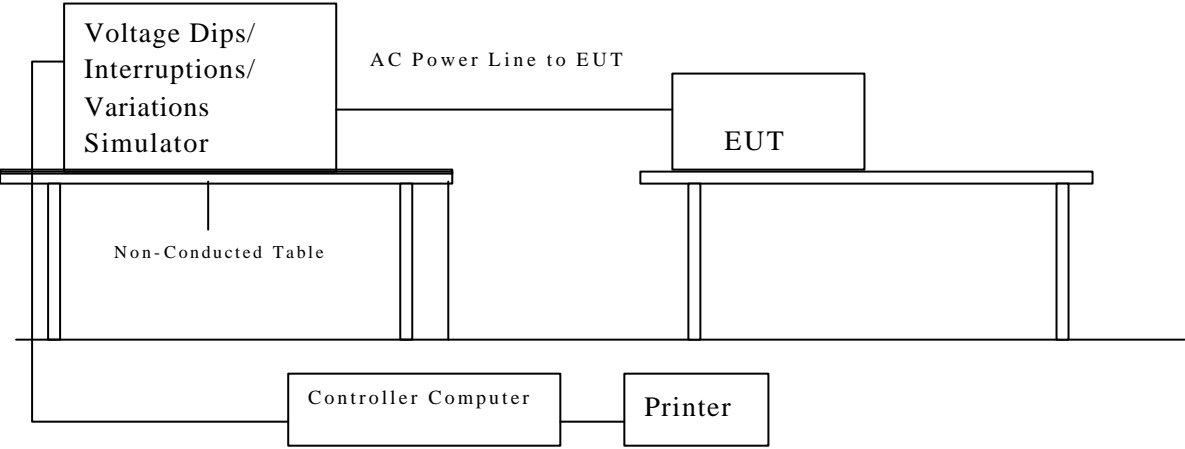 Voltage Dips/
Interruptions/
Variations
Simulator
AC Power Line to EUT
EUT
Non-Conducted Table
Controller Computer
Printer